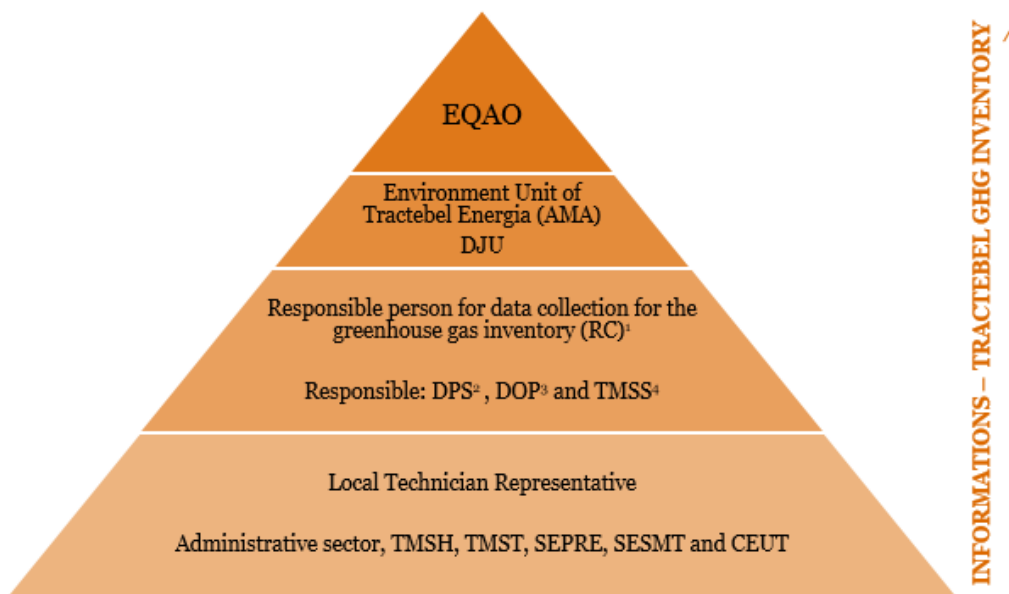 EQAO
Environment Unit of
Tractebel Energia (AMA)
DJU
Responsible person for data collection for the
greenhouse gas inventory (RC)¹
Responsible: DPS² , DOP³ and TMSS⁴
Local Technician Representative
Administrative sector, TMSH, TMST, SEPRE, SESMT and CEUT
INFORMATIONS – TRACTEBEL GHG INVENTORY